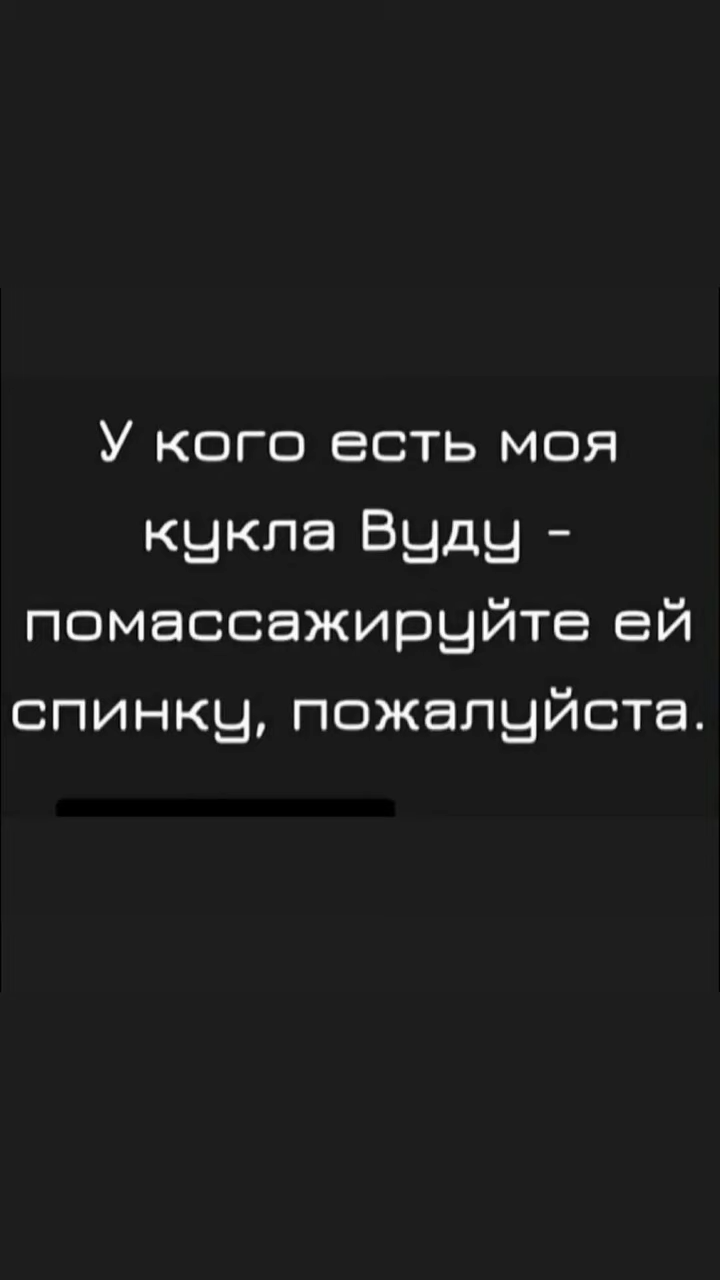 У кого есть моя
кукла Вуду -
помассажируйте ей
спинку, пожалуйста.